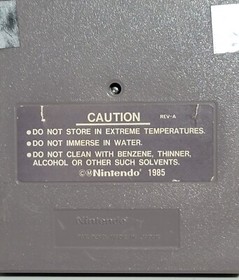 CAUTION REV-A
●DO NOT STORE IN EXTREME TEMPERATURES.
●DO NOT IMMERSE IN WATER.
●DO NOT CLEAN WITH BENZENE, THINNER,
ALCOHOL OR OTHER SUCH SOLVENTS.
©Ⓜ Nintendo® 1985
Nintendo